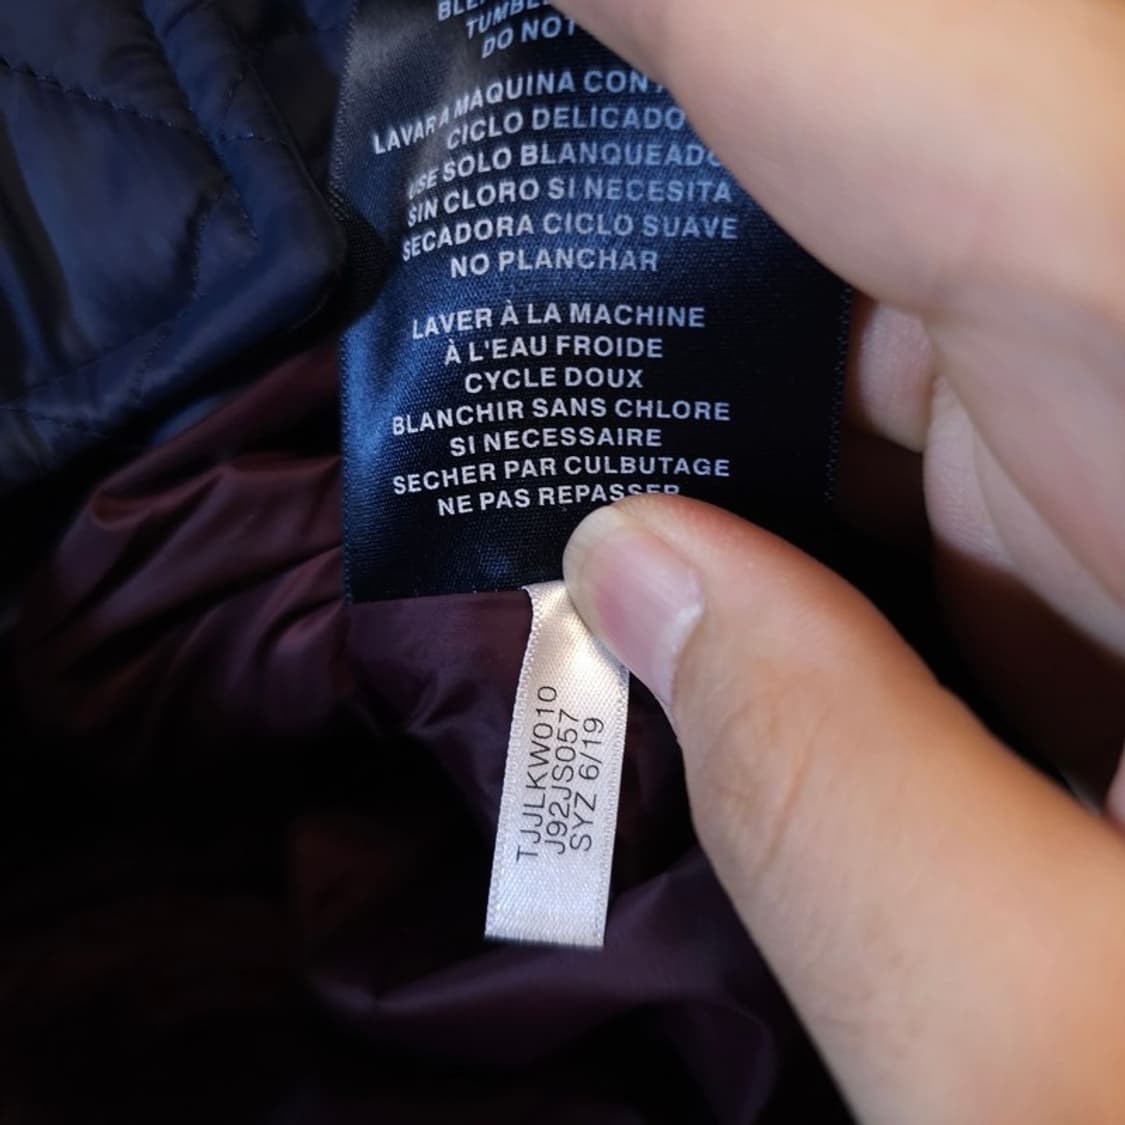 DO NOT
LAVAR A MAQUINA CON
CICLO DELICADO
USE SOLO BLANQUEADO
SIN CLORO SI NECESITA
SECADORA CICLO SUAVE
NO PLANCHAR
LAVER À LA MACHINE
À L'EAU FROIDE
CYCLE DOUX
BLANCHIR SANS CHLORE
SI NECESSAIRE
SECHER PAR CULBUTAGE
NE PAS REPASSER
TJJLKW010
J92JS057
SYZ 6/19